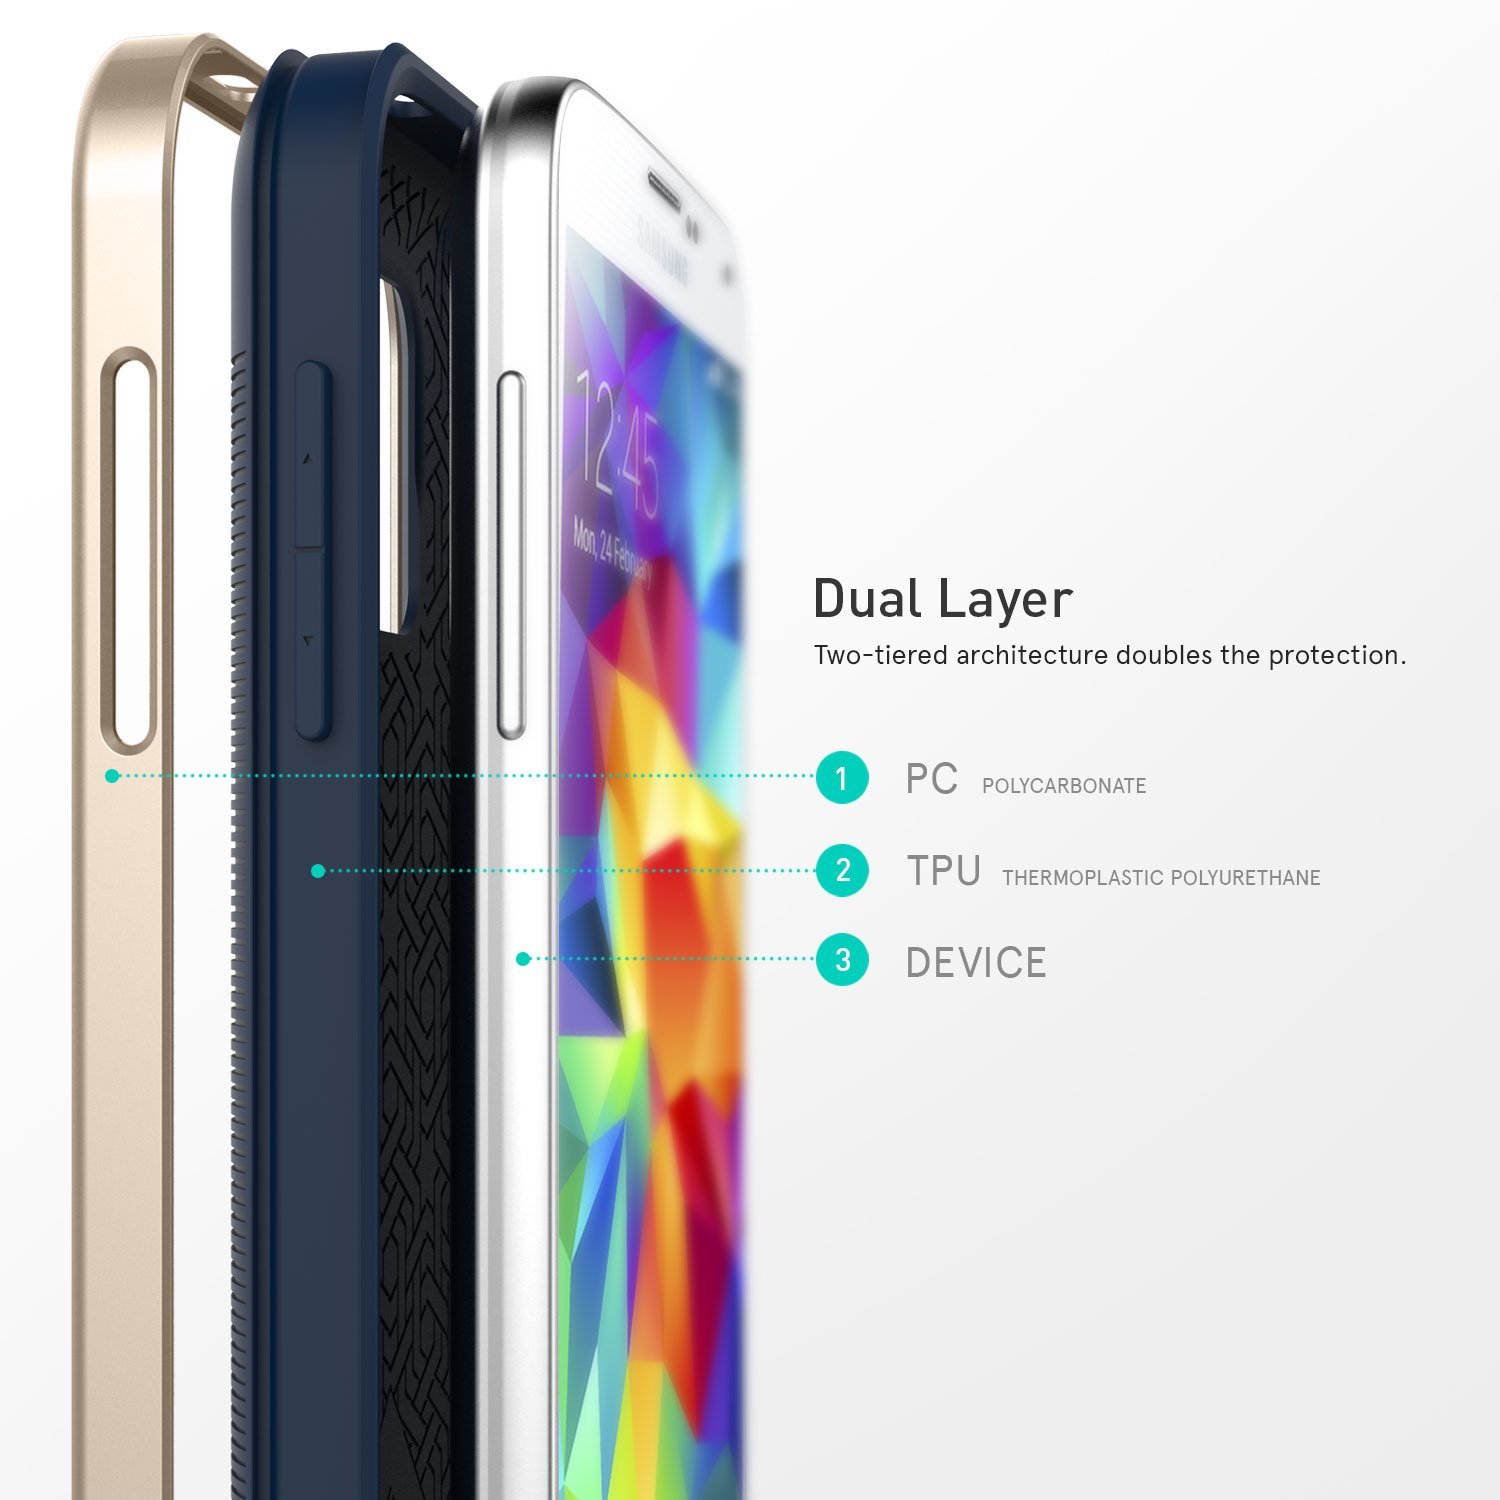 SAMSUNG
12:45
Mon, 24 February
Dual Layer
Two-tiered architecture doubles the protection.
1 PC POLYCARBONATE
2 TPU THERMOPLASTIC POLYURETHANE
3 DEVICE